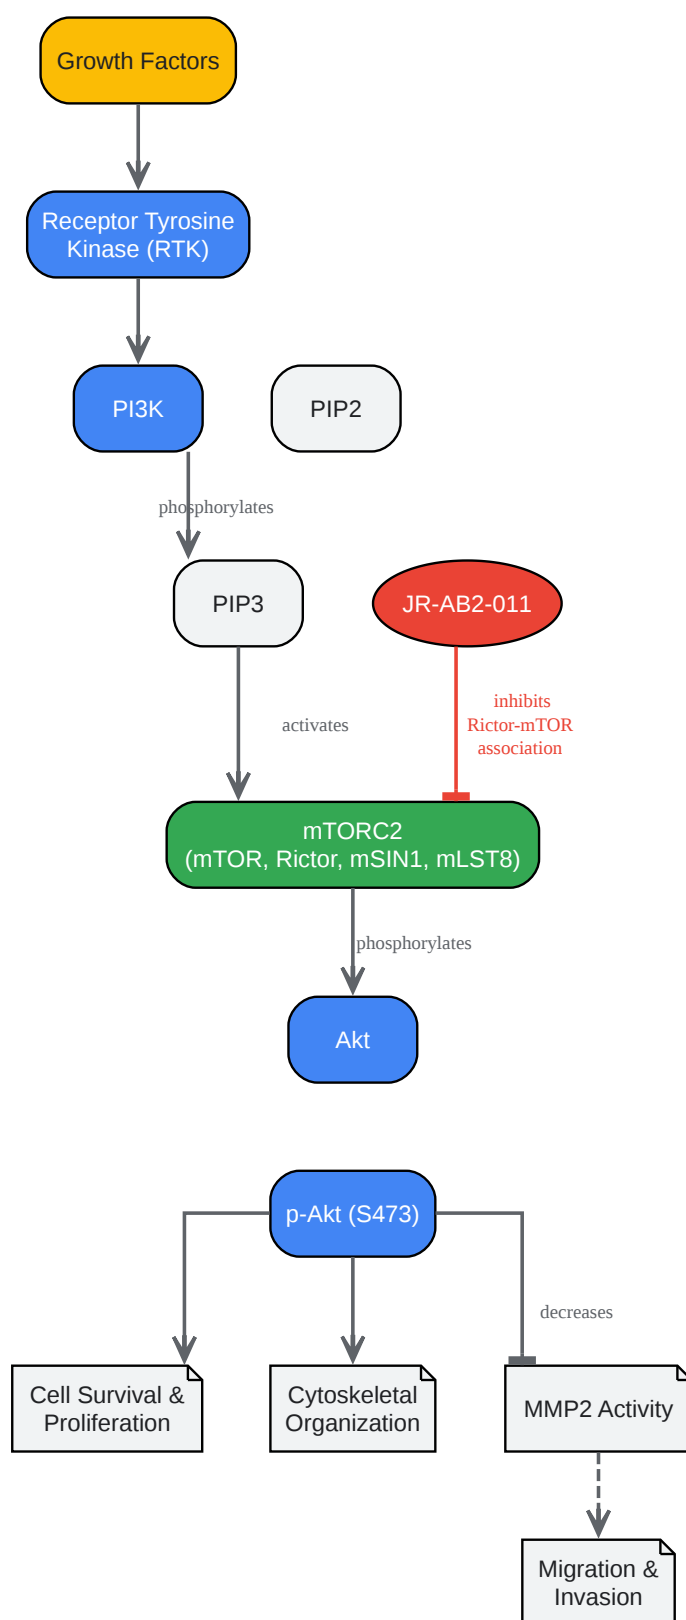 Growth Factors
Receptor Tyrosine
Kinase (RTK)
PI3K
PIP2
phosphorylates
PIP3
JR-AB2-011
activates
inhibits
Rictor-mTOR
association
mTORC2
(mTOR, Rictor, mSIN1, mLST8)
phosphorylates
Akt
p-Akt (S473)
decreases
Cell Survival &
Proliferation
Cytoskeletal
Organization
MMP2 Activity
Migration &
Invasion